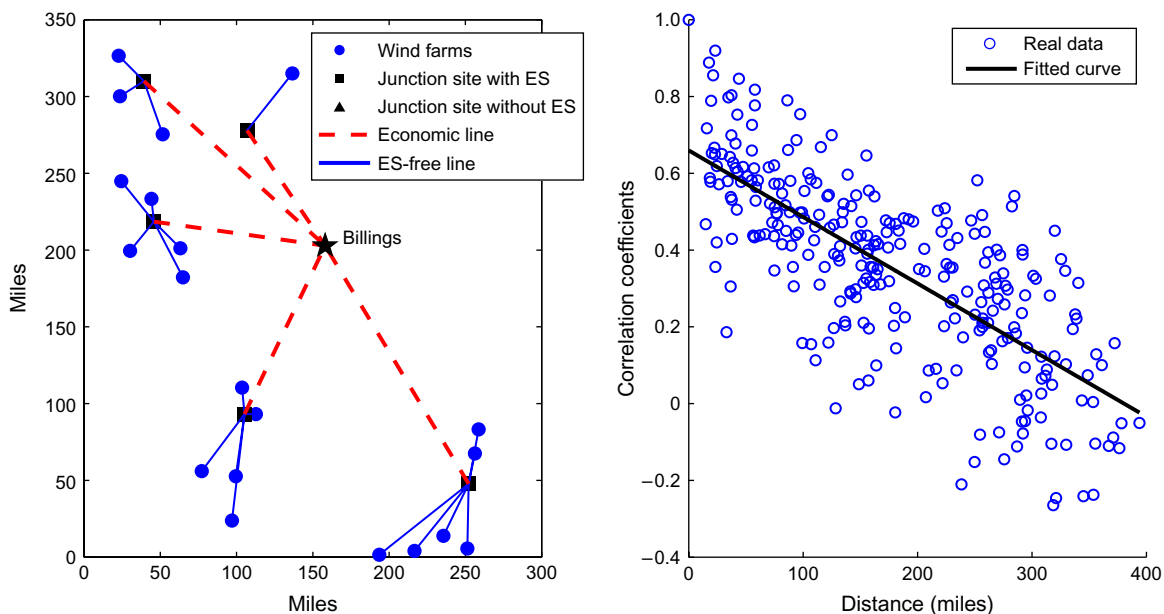 350
300
250
200
150
100
50
0
0
50
100
150
200
250
300
Miles
Miles
Wind farms
Junction site with ES
Junction site without ES
Economic line
ES-free line
Billings
1.0
0.8
0.6
0.4
0.2
0
−0.2
−0.4
0
100
200
300
400
Correlation coefficients
Distance (miles)
Real data
Fitted curve